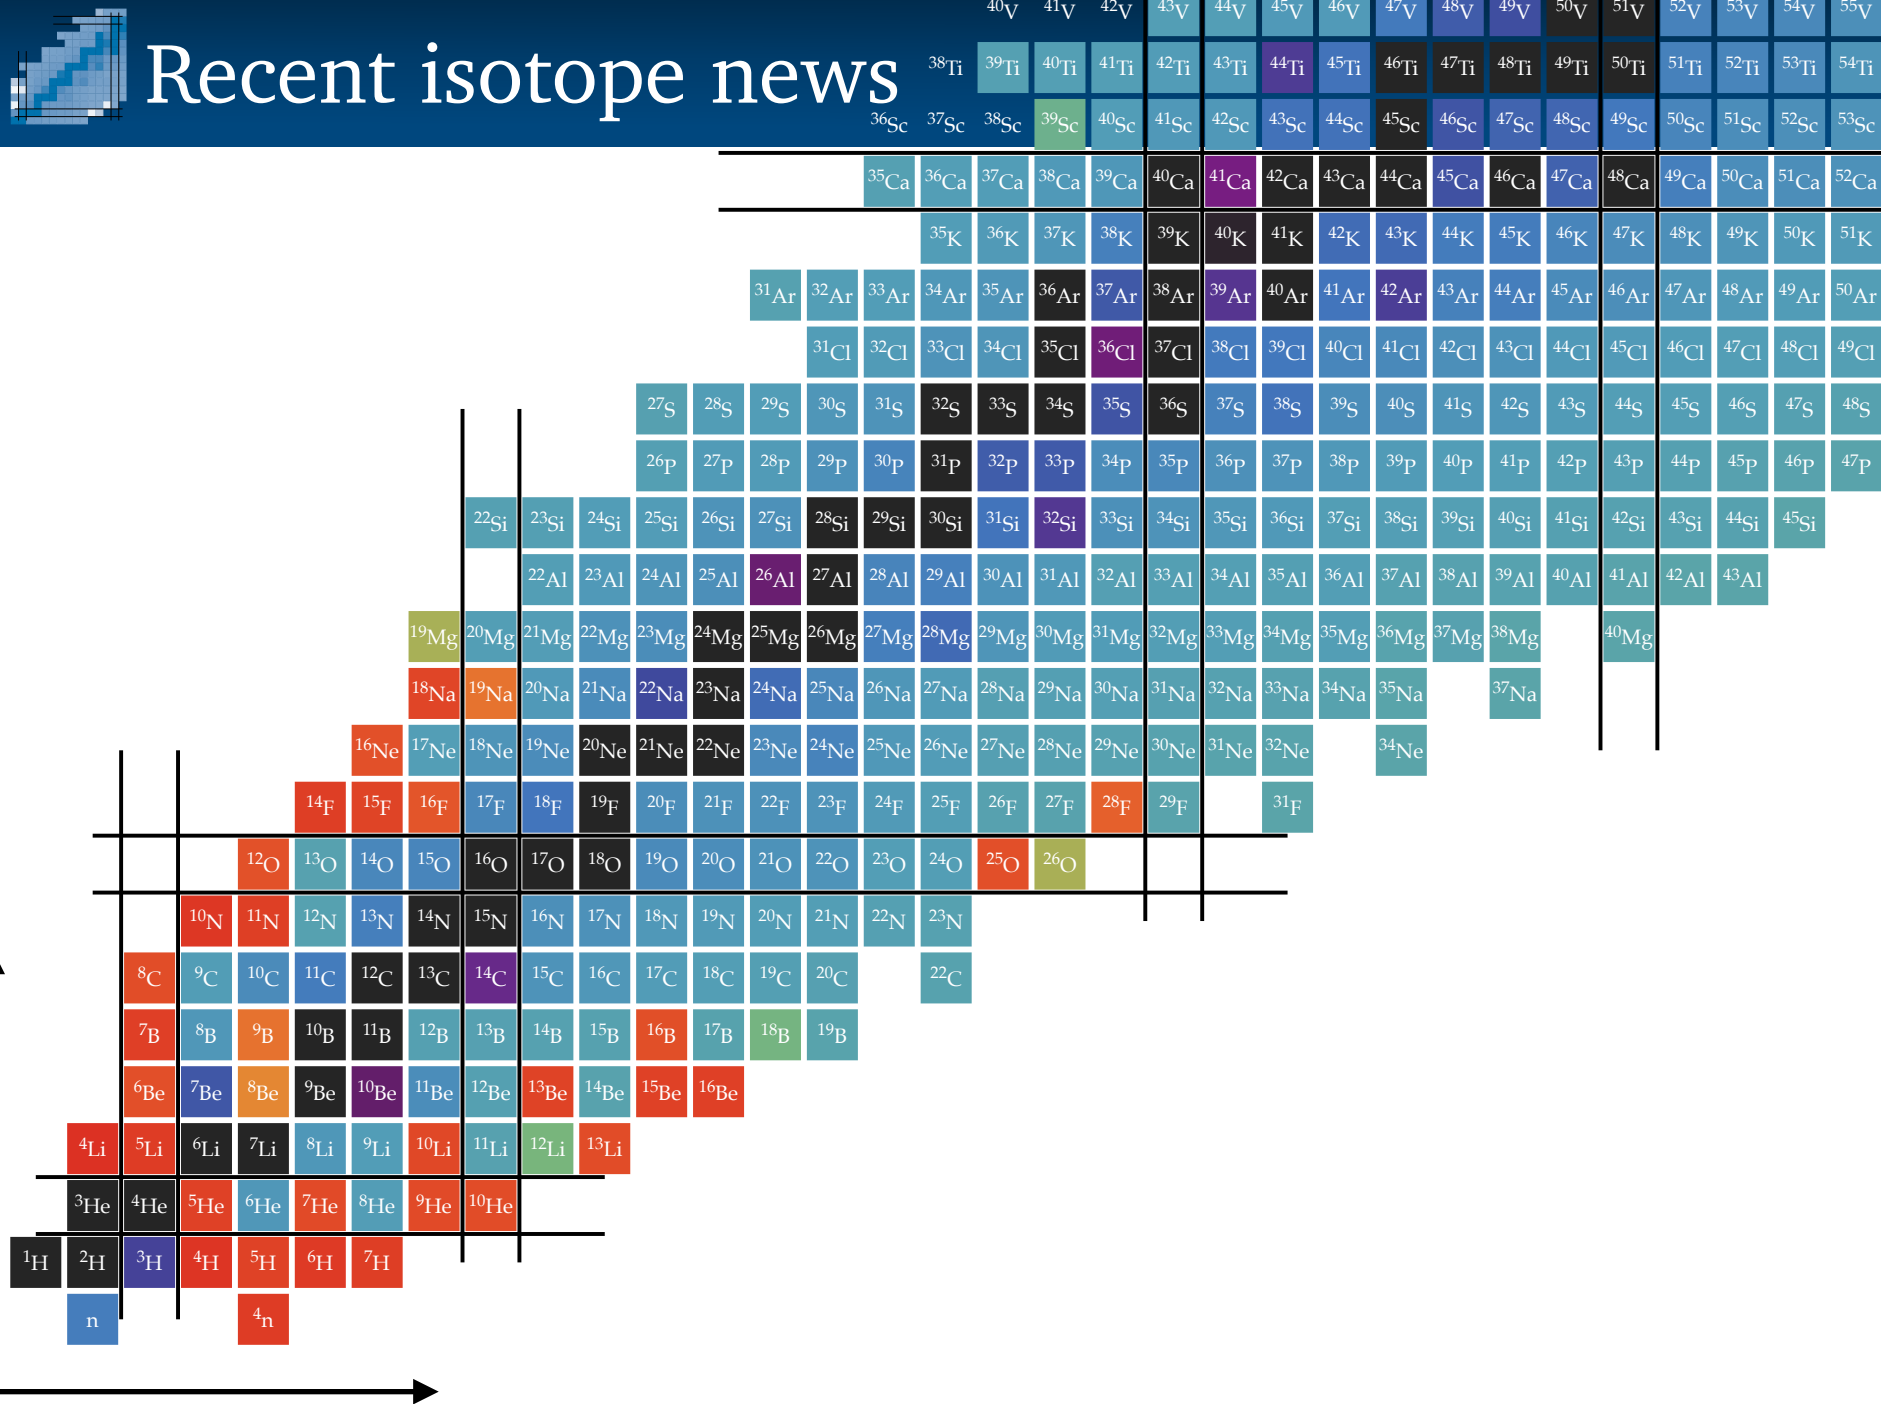 Recent isotope news
⁴⁰V ⁴¹V ⁴²V ⁴³V ⁴⁴V ⁴⁵V ⁴⁶V ⁴⁷V ⁴⁸V ⁴⁹V ⁵⁰V ⁵¹V ⁵²V ⁵³V ⁵⁴V ⁵⁵V
³⁸Ti ³⁹Ti ⁴⁰Ti ⁴¹Ti ⁴²Ti ⁴³Ti ⁴⁴Ti ⁴⁵Ti ⁴⁶Ti ⁴⁷Ti ⁴⁸Ti ⁴⁹Ti ⁵⁰Ti ⁵¹Ti ⁵²Ti ⁵³Ti ⁵⁴Ti
³⁶Sc ³⁷Sc ³⁸Sc ³⁹Sc ⁴⁰Sc ⁴¹Sc ⁴²Sc ⁴³Sc ⁴⁴Sc ⁴⁵Sc ⁴⁶Sc ⁴⁷Sc ⁴⁸Sc ⁴⁹Sc ⁵⁰Sc ⁵¹Sc ⁵²Sc ⁵³Sc
³⁵Ca ³⁶Ca ³⁷Ca ³⁸Ca ³⁹Ca ⁴⁰Ca ⁴¹Ca ⁴²Ca ⁴³Ca ⁴⁴Ca ⁴⁵Ca ⁴⁶Ca ⁴⁷Ca ⁴⁸Ca ⁴⁹Ca ⁵⁰Ca ⁵¹Ca ⁵²Ca
³⁵K ³⁶K ³⁷K ³⁸K ³⁹K ⁴⁰K ⁴¹K ⁴²K ⁴³K ⁴⁴K ⁴⁵K ⁴⁶K ⁴⁷K ⁴⁸K ⁴⁹K ⁵⁰K ⁵¹K
³¹Ar ³²Ar ³³Ar ³⁴Ar ³⁵Ar ³⁶Ar ³⁷Ar ³⁸Ar ³⁹Ar ⁴⁰Ar ⁴¹Ar ⁴²Ar ⁴³Ar ⁴⁴Ar ⁴⁵Ar ⁴⁶Ar ⁴⁷Ar ⁴⁸Ar ⁴⁹Ar ⁵⁰Ar
³¹Cl ³²Cl ³³Cl ³⁴Cl ³⁵Cl ³⁶Cl ³⁷Cl ³⁸Cl ³⁹Cl ⁴⁰Cl ⁴¹Cl ⁴²Cl ⁴³Cl ⁴⁴Cl ⁴⁵Cl ⁴⁶Cl ⁴⁷Cl ⁴⁸Cl ⁴⁹Cl
²⁷S ²⁸S ²⁹S ³⁰S ³¹S ³²S ³³S ³⁴S ³⁵S ³⁶S ³⁷S ³⁸S ³⁹S ⁴⁰S ⁴¹S ⁴²S ⁴³S ⁴⁴S ⁴⁵S ⁴⁶S ⁴⁷S ⁴⁸S
²⁶P ²⁷P ²⁸P ²⁹P ³⁰P ³¹P ³²P ³³P ³⁴P ³⁵P ³⁶P ³⁷P ³⁸P ³⁹P ⁴⁰P ⁴¹P ⁴²P ⁴³P ⁴⁴P ⁴⁵P ⁴⁶P ⁴⁷P
²²Si ²³Si ²⁴Si ²⁵Si ²⁶Si ²⁷Si ²⁸Si ²⁹Si ³⁰Si ³¹Si ³²Si ³³Si ³⁴Si ³⁵Si ³⁶Si ³⁷Si ³⁸Si ³⁹Si ⁴⁰Si ⁴¹Si ⁴²Si ⁴³Si ⁴⁴Si ⁴⁵Si
²²Al ²³Al ²⁴Al ²⁵Al ²⁶Al ²⁷Al ²⁸Al ²⁹Al ³⁰Al ³¹Al ³²Al ³³Al ³⁴Al ³⁵Al ³⁶Al ³⁷Al ³⁸Al ³⁹Al ⁴⁰Al ⁴¹Al ⁴²Al ⁴³Al
¹⁹Mg ²⁰Mg ²¹Mg ²²Mg ²³Mg ²⁴Mg ²⁵Mg ²⁶Mg ²⁷Mg ²⁸Mg ²⁹Mg ³⁰Mg ³¹Mg ³²Mg ³³Mg ³⁴Mg ³⁵Mg ³⁶Mg ³⁷Mg ³⁸Mg ⁴⁰Mg
¹⁸Na ¹⁹Na ²⁰Na ²¹Na ²²Na ²³Na ²⁴Na ²⁵Na ²⁶Na ²⁷Na ²⁸Na ²⁹Na ³⁰Na ³¹Na ³²Na ³³Na ³⁴Na ³⁵Na ³⁷Na
¹⁶Ne ¹⁷Ne ¹⁸Ne ¹⁹Ne ²⁰Ne ²¹Ne ²²Ne ²³Ne ²⁴Ne ²⁵Ne ²⁶Ne ²⁷Ne ²⁸Ne ²⁹Ne ³⁰Ne ³¹Ne ³²Ne ³⁴Ne
¹⁴F ¹⁵F ¹⁶F ¹⁷F ¹⁸F ¹⁹F ²⁰F ²¹F ²²F ²³F ²⁴F ²⁵F ²⁶F ²⁷F ²⁸F ²⁹F ³¹F
¹²O ¹³O ¹⁴O ¹⁵O ¹⁶O ¹⁷O ¹⁸O ¹⁹O ²⁰O ²¹O ²²O ²³O ²⁴O ²⁵O ²⁶O
¹⁰N ¹¹N ¹²N ¹³N ¹⁴N ¹⁵N ¹⁶N ¹⁷N ¹⁸N ¹⁹N ²⁰N ²¹N ²²N ²³N
⁸C ⁹C ¹⁰C ¹¹C ¹²C ¹³C ¹⁴C ¹⁵C ¹⁶C ¹⁷C ¹⁸C ¹⁹C ²⁰C ²²C
⁷B ⁸B ⁹B ¹⁰B ¹¹B ¹²B ¹³B ¹⁴B ¹⁵B ¹⁶B ¹⁷B ¹⁸B ¹⁹B
⁶Be ⁷Be ⁸Be ⁹Be ¹⁰Be ¹¹Be ¹²Be ¹³Be ¹⁴Be ¹⁵Be ¹⁶Be
⁴Li ⁵Li ⁶Li ⁷Li ⁸Li ⁹Li ¹⁰Li ¹¹Li ¹²Li ¹³Li
³He ⁴He ⁵He ⁶He ⁷He ⁸He ⁹He ¹⁰He
¹H ²H ³H ⁴H ⁵H ⁶H ⁷H
n ⁴n